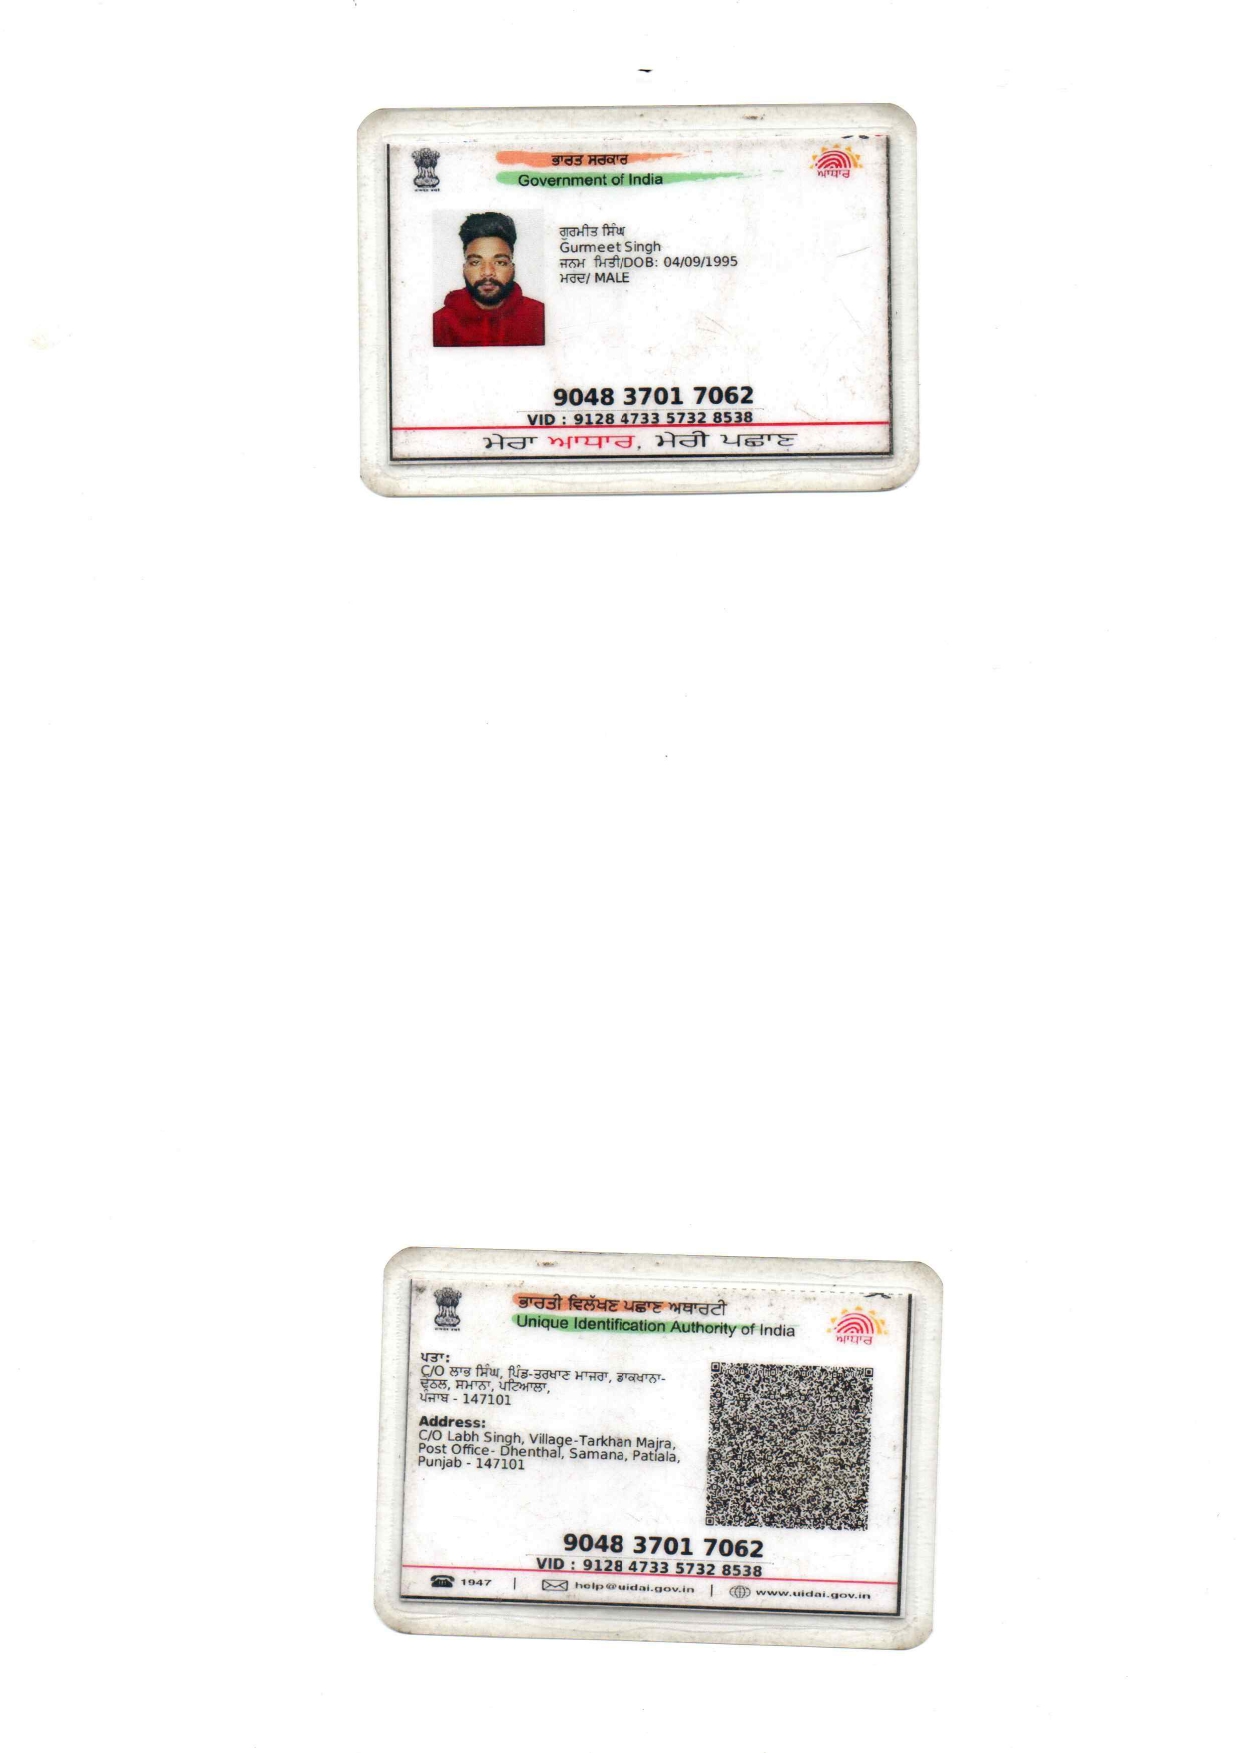 ਭਾਰਤ ਸਰਕਾਰ
Government of India
ਆਧਾਰ
ਗੁਰਮੀਤ ਸਿੰਘ
Gurmeet Singh
ਜਨਮ ਮਿਤੀ/DOB: 04/09/1995
ਮਰਦ/ MALE
9048 3701 7062
VID : 9128 4733 5732 8538
ਮੇਰਾ ਆਧਾਰ, ਮੇਰੀ ਪਛਾਣ
ਭਾਰਤੀ ਵਿਲੱਖਣ ਪਛਾਣ ਅਥਾਰਟੀ
Unique Identification Authority of India
ਆਧਾਰ
ਪਤਾ:
C/O ਲਾਭ ਸਿੰਘ, ਪਿੰਡ-ਤਰਖਾਣ ਮਾਜਰਾ, ਡਾਕਖਾਨਾ-
ਸਮਾਨਾ, ਪਟਿਆਲਾ,
ਪੰਜਾਬ - 147101
Address:
C/O Labh Singh, Village-Tarkhan Majra,
Post Office- Dhenthal, Samana, Patiala,
Punjab - 147101
9048 3701 7062
VID : 9128 4733 5732 8538
1947 | help@uidai.gov.in | www.uidai.gov.in